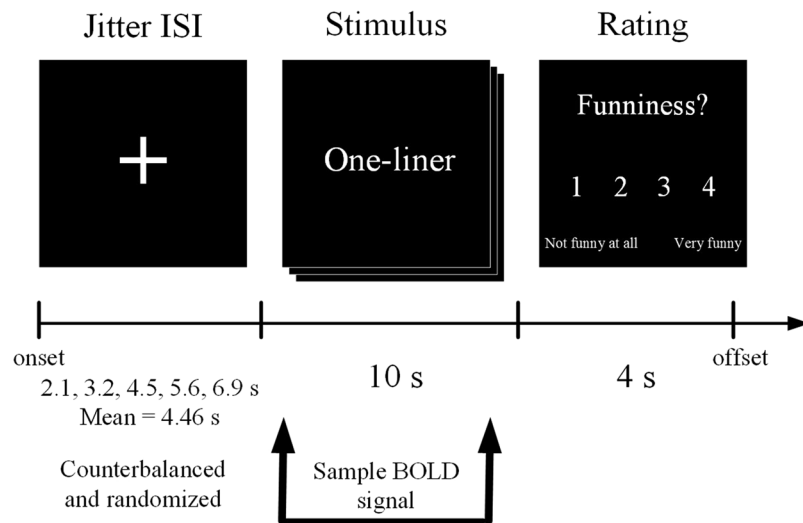 Jitter ISI
Stimulus
Rating
One-liner
Funniness?
1 2 3 4
Not funny at all
Very funny
onset
2.1, 3.2, 4.5, 5.6, 6.9 s
Mean = 4.46 s
10 s
4 s
offset
Counterbalanced
and randomized
Sample BOLD
signal